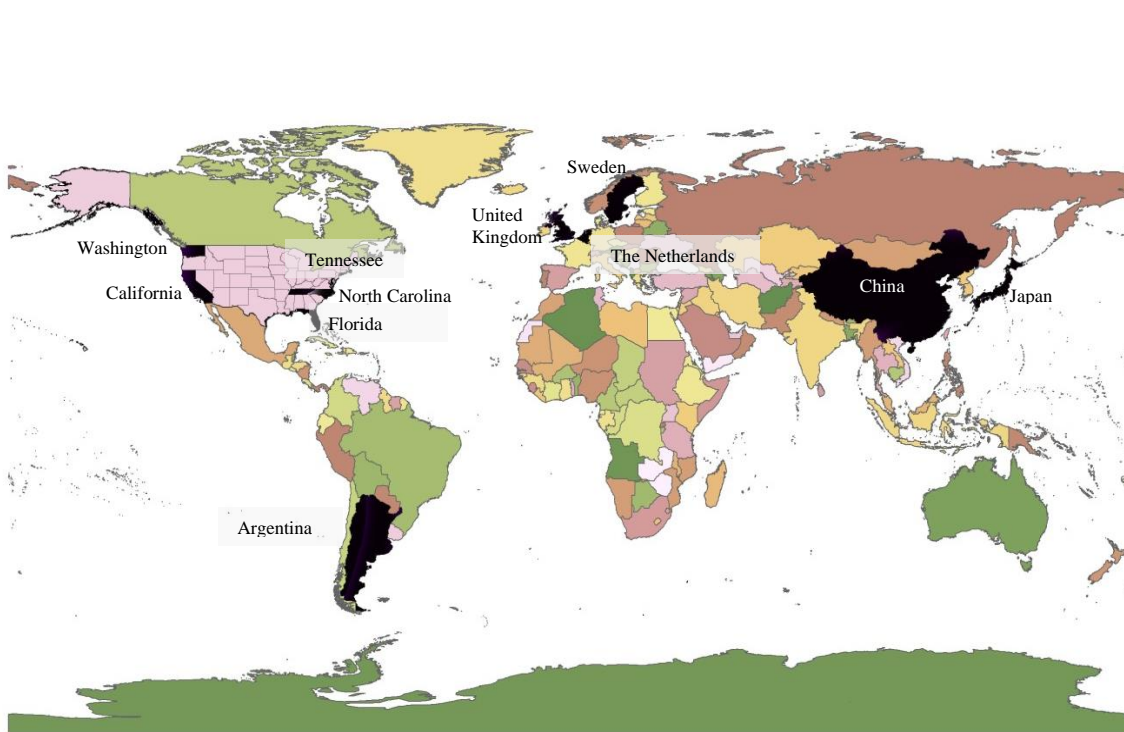 Sweden
United
Kingdom
Washington
Tennessee
The Netherlands
California
North Carolina
China
Japan
Florida
Argentina